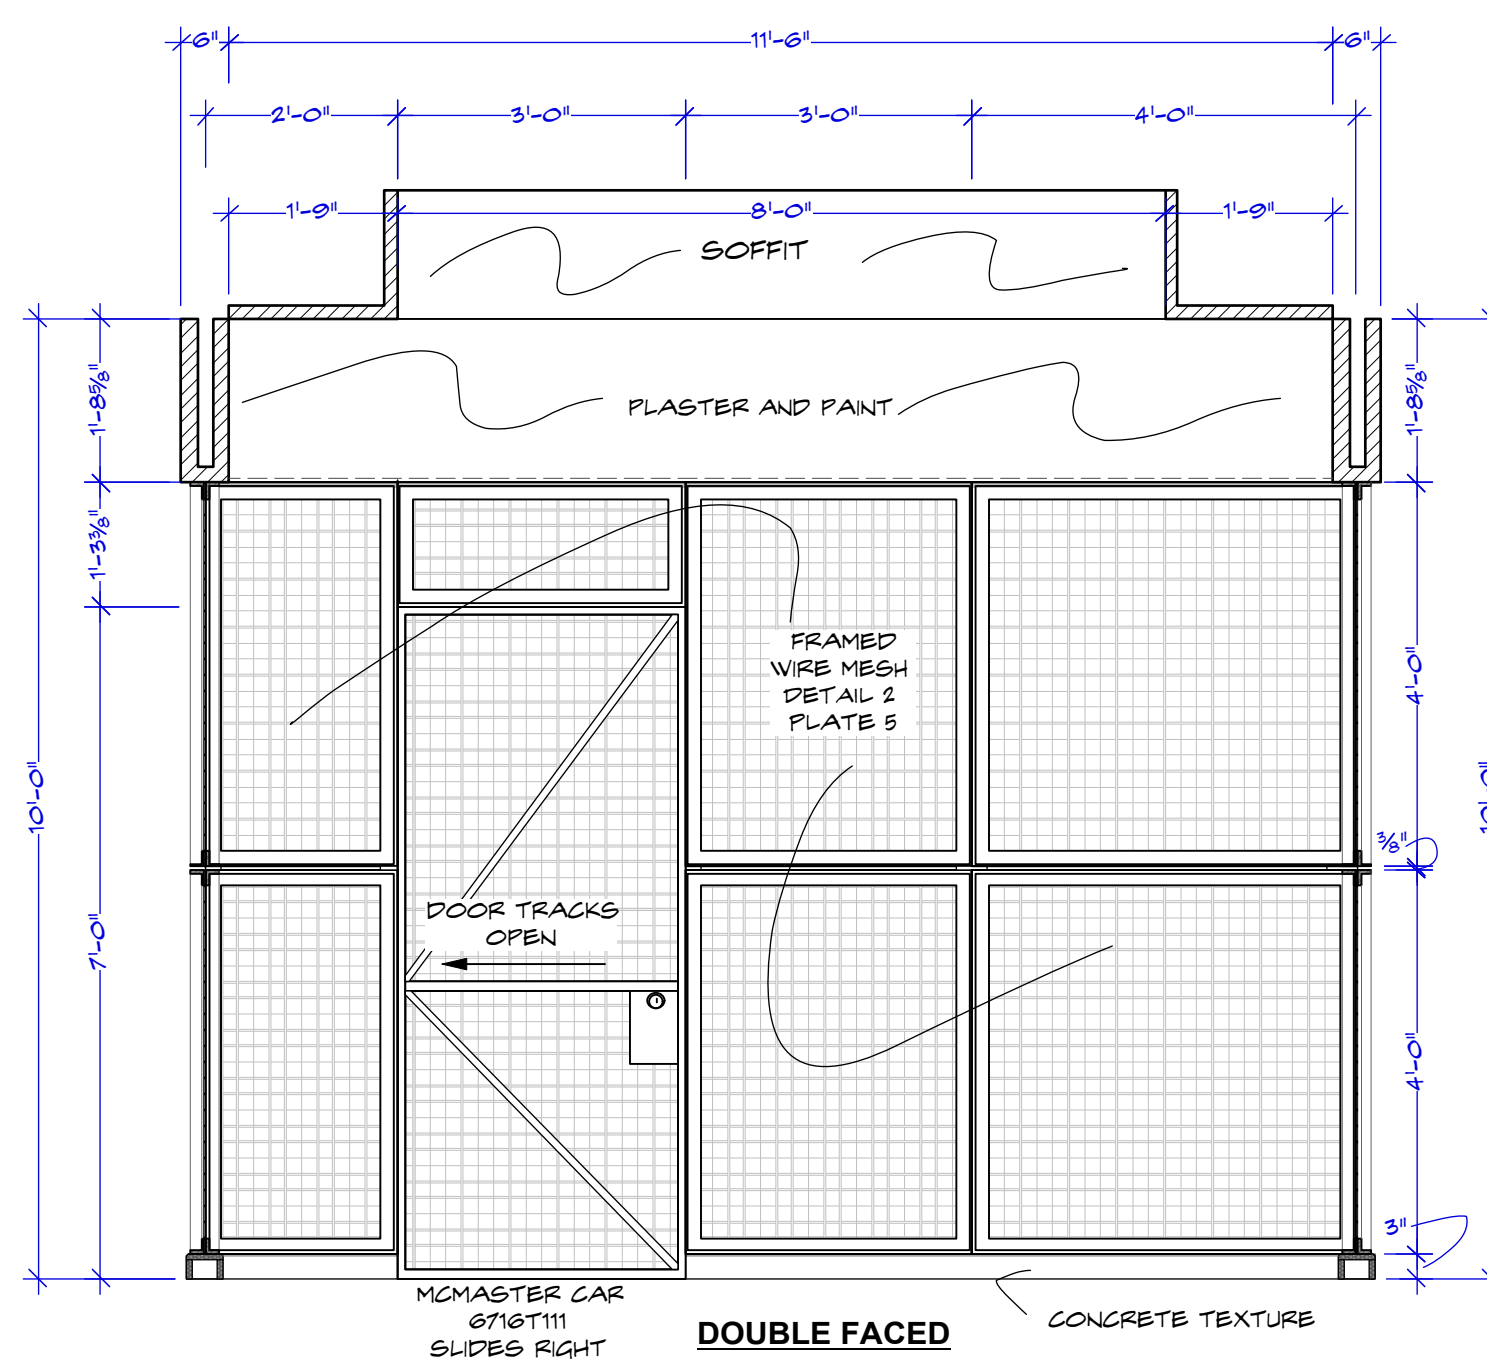 6" 11'-6" 6"
2'-0" 3'-0" 3'-0" 4'-0"
1'-9" 8'-0" 1'-9"
SOFFIT
1'-8⅝" 1'-8⅝"
PLASTER AND PAINT
1'-3⅜"
FRAMED
WIRE MESH
DETAIL 2
PLATE 5
4'-0"
10'-0" 10'-0"
⅜"
DOOR TRACKS
OPEN
7'-0"
4'-0"
3"
MCMASTER CAR
6716T111
SLIDES RIGHT
DOUBLE FACED
CONCRETE TEXTURE